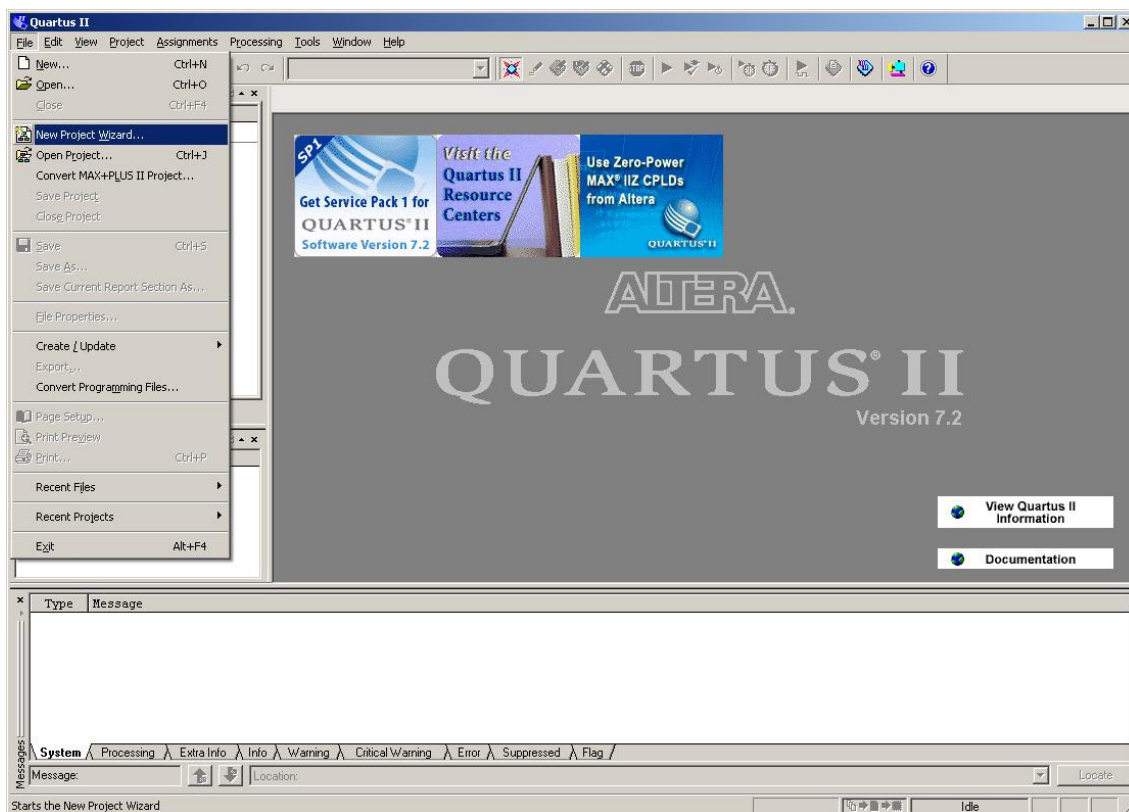 Quartus II
File Edit View Project Assignments Processing Tools Window Help
New... Ctrl+N
Open... Ctrl+O
Close Ctrl+F4
New Project Wizard...
Open Project... Ctrl+J
Convert MAX+PLUS II Project...
Save Project
Close Project
Save Ctrl+S
Save As...
Save Current Report Section As...
File Properties...
Create / Update
Export...
Convert Programming Files...
Page Setup...
Print Preview
Print... Ctrl+P
Recent Files
Recent Projects
Exit Alt+F4
STOP
SP1
Get Service Pack 1 for
QUARTUS® II
Software Version 7.2
Visit the
Quartus II
Resource
Centers
Use Zero-Power
MAX® IIZ CPLDs
from Altera
QUARTUS® II
ALTERA®
QUARTUS® II
Version 7.2
View Quartus II
Information
Documentation
Type Message
System Processing Extra Info Info Warning Critical Warning Error Suppressed Flag
Messages
Message: Location: Locate
Starts the New Project Wizard Idle